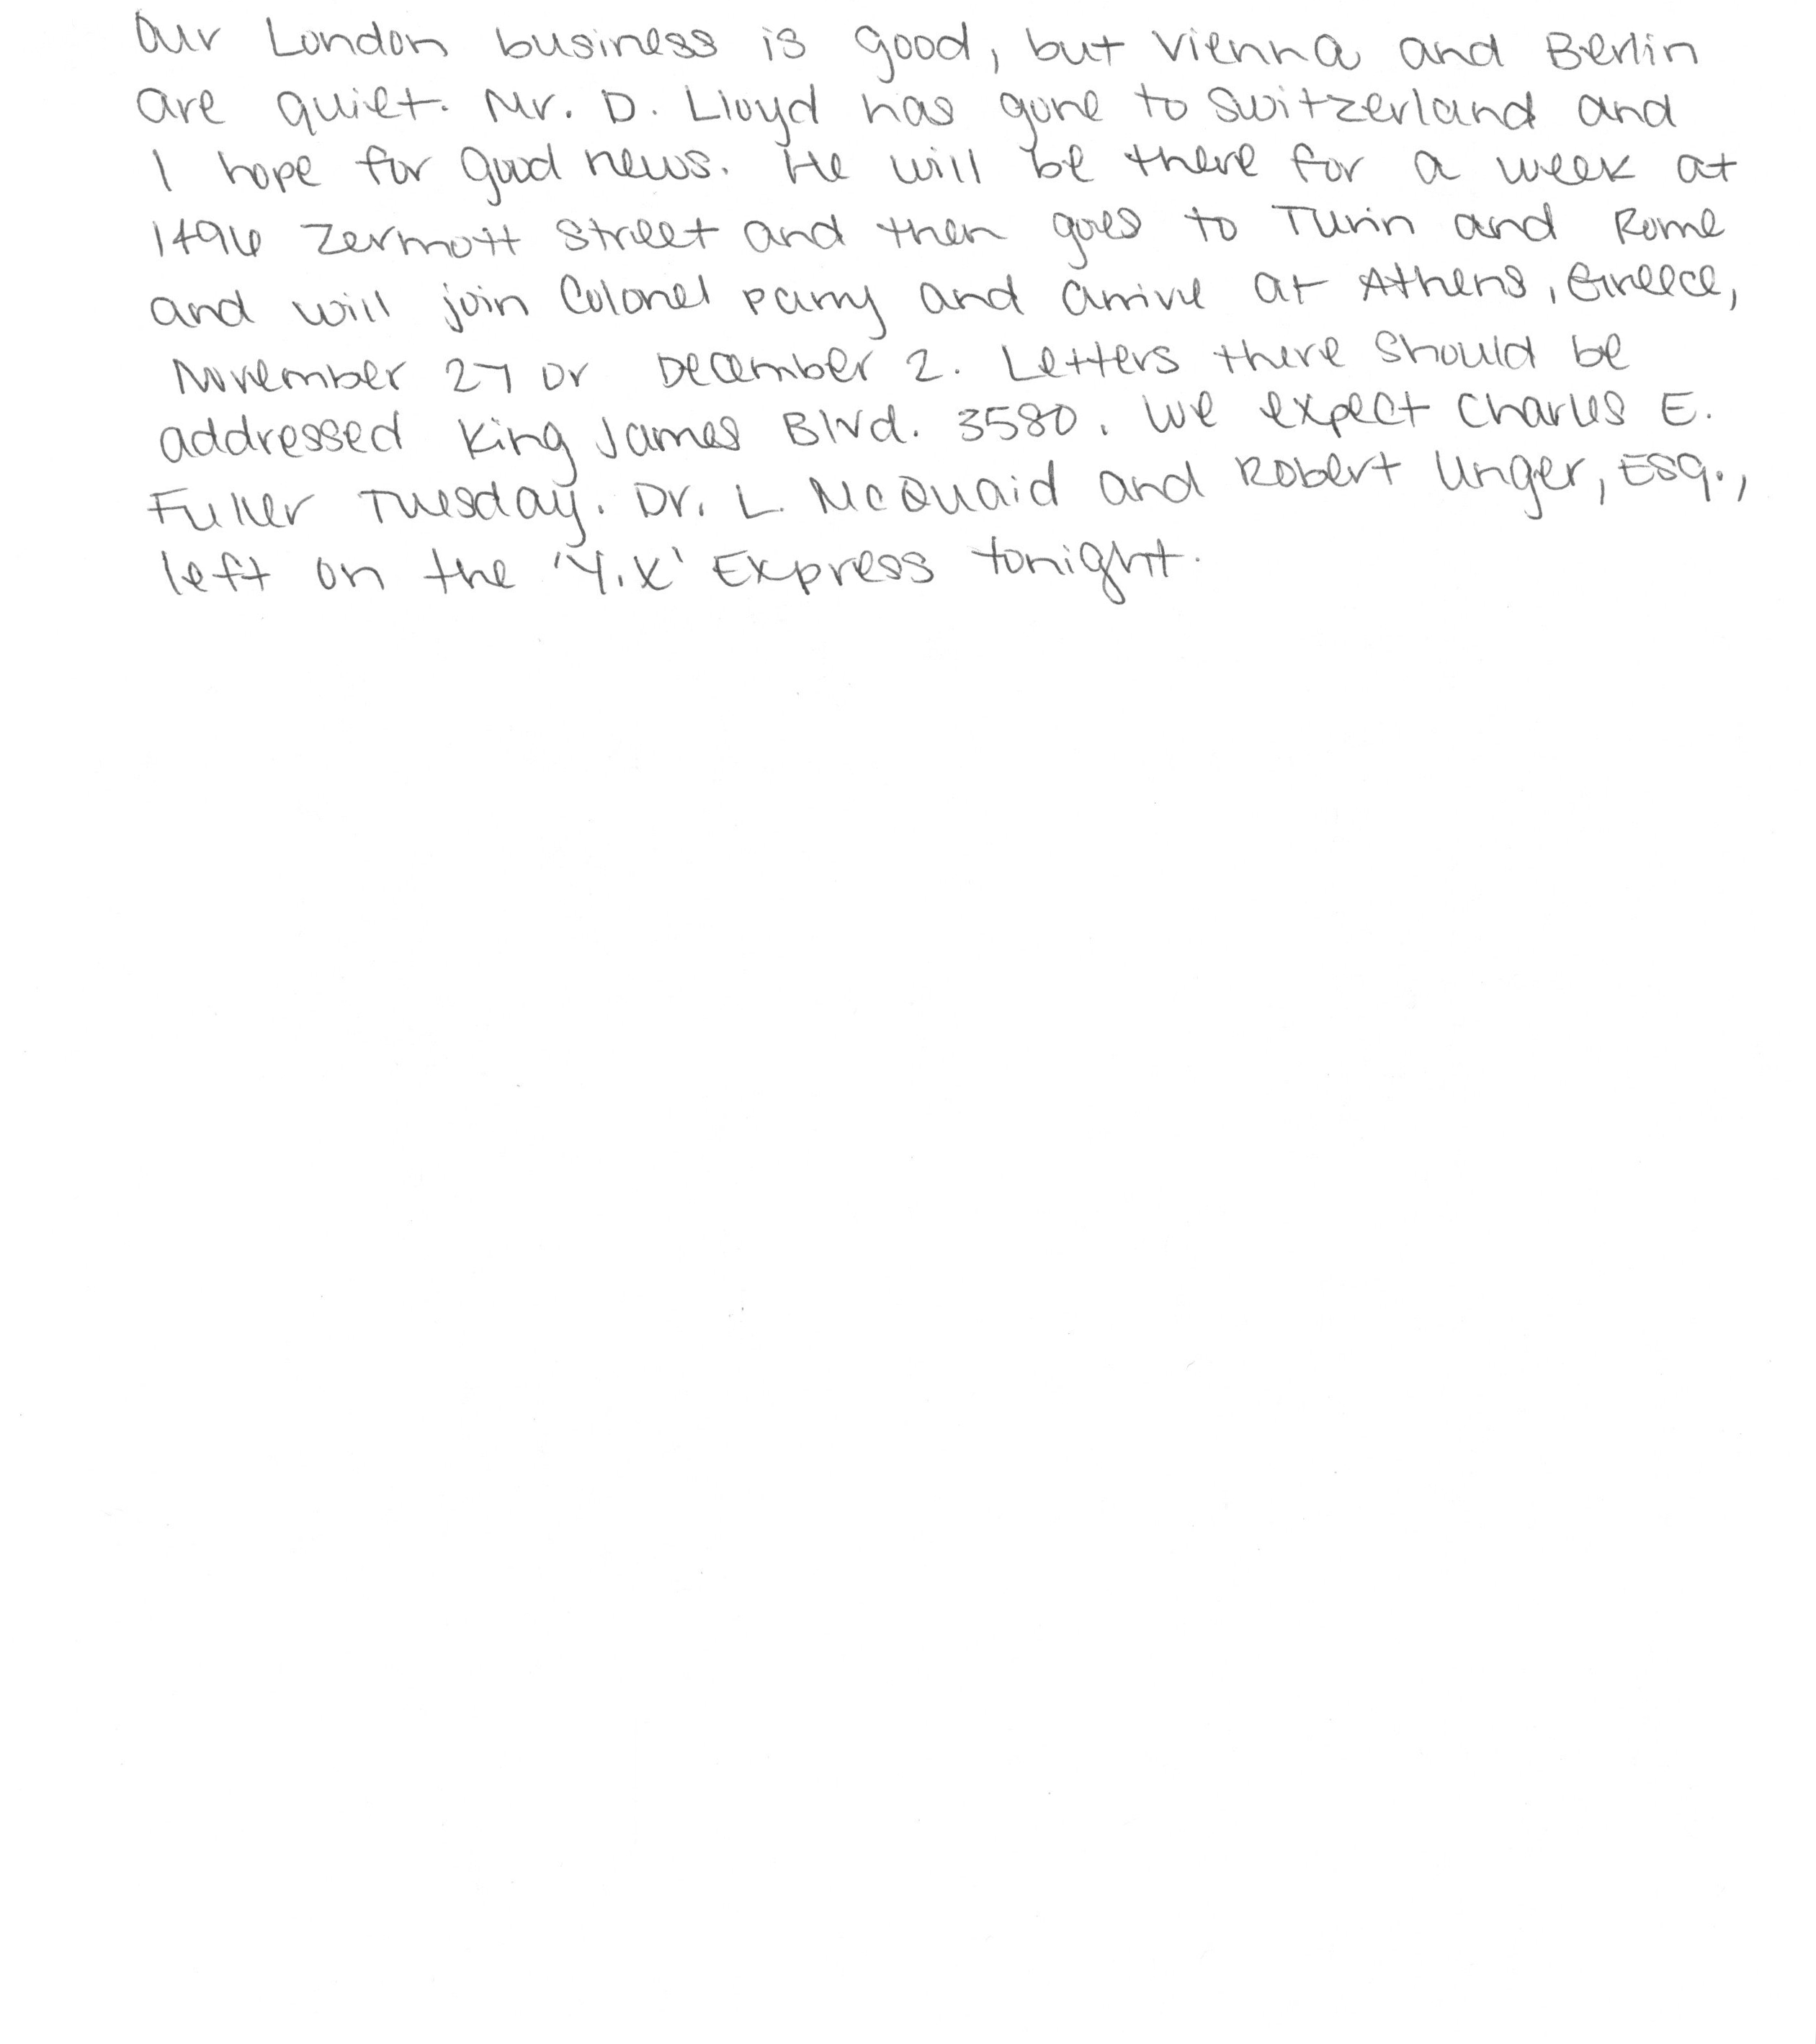 Our London business is good, but Vienna and Berlin
are quiet. Mr. D. Lloyd has gone to Switzerland and
I hope for good news. He will be there for a week at
1496 Zermott Street and then goes to Turin and Rome
and will join Colonel Parry and arrive at Athens, Greece,
November 27 or December 2. Letters there should be
addressed King James Blvd. 3580. We expect Charles E.
Fuller Tuesday. Dr. L. McQuaid and Robert Unger, Esq.,
left on the 'Y.X' Express tonight.